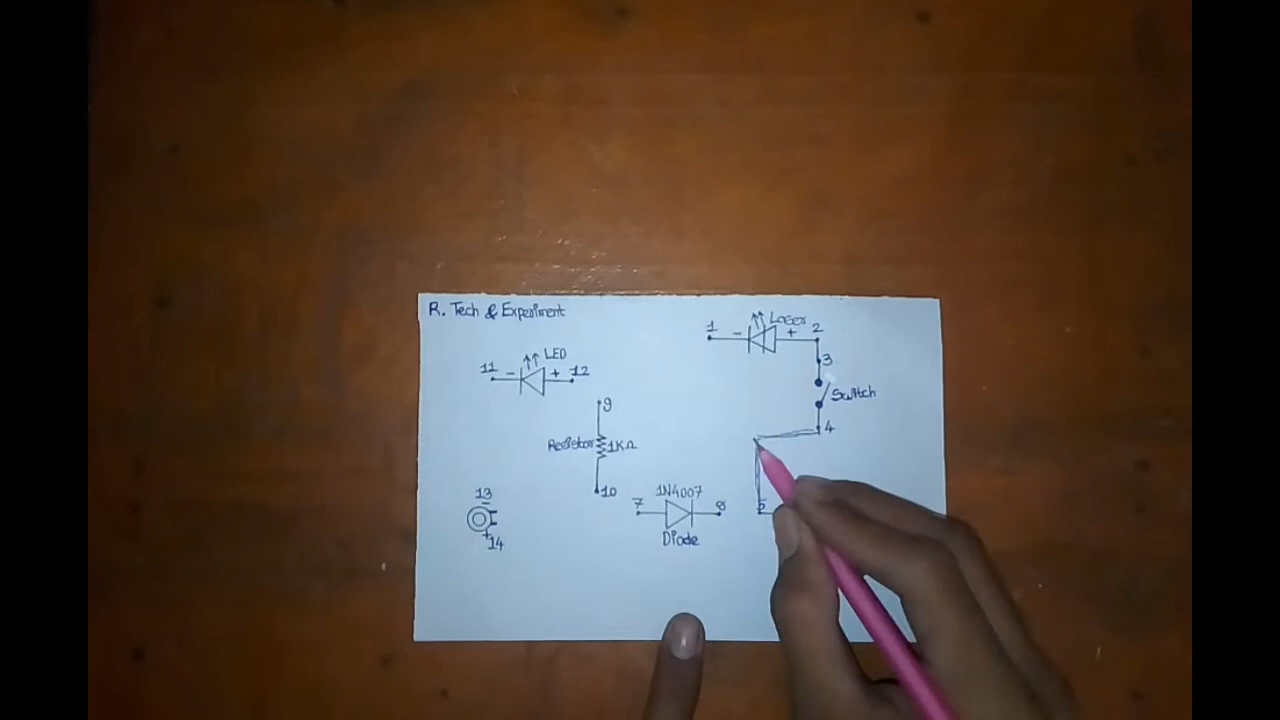 R. Tech & Experiment
1 - Laser + 2
3
Switch
4
LED
11 - + 12
9
Resistor 1KΩ
10
13
-
+
14
1N4007
7 8
Diode
5